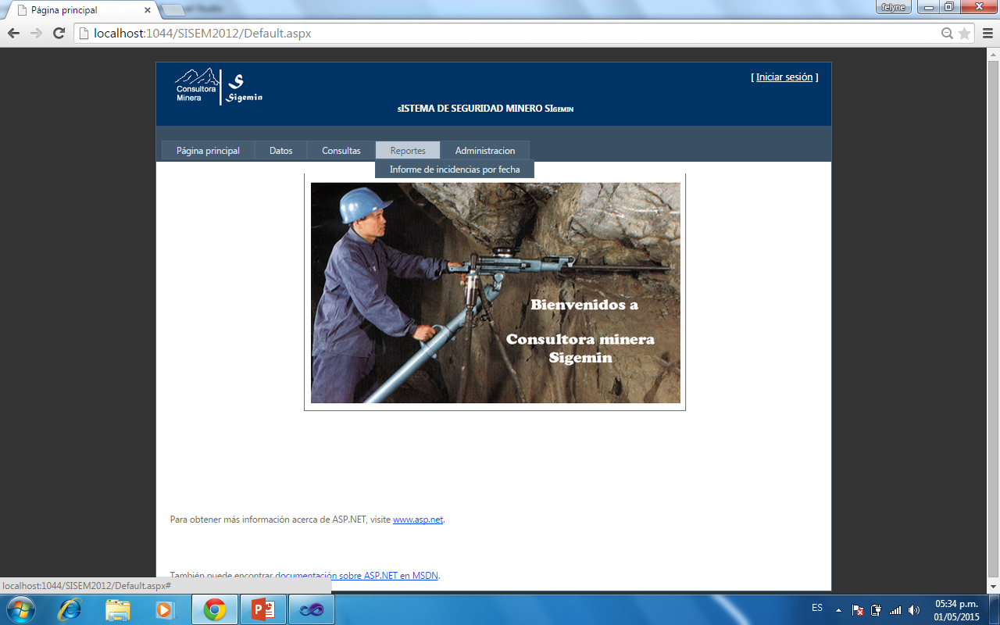 Página principal
felyne
localhost:1044/SISEM2012/Default.aspx
Consultora
Minera
S
Sigemin
[ Iniciar sesión ]
sISTEMA DE SEGURIDAD MINERO SIGEMIN
Página principal Datos Consultas Reportes Administracion
Informe de incidencias por fecha
Bienvenidos a
Consultora minera
Sigemin
Para obtener más información acerca de ASP.NET, visite www.asp.net.
También puede encontrar documentación sobre ASP.NET en MSDN.
localhost:1044/SISEM2012/Default.aspx#
ES
05:34 p.m.
01/05/2015